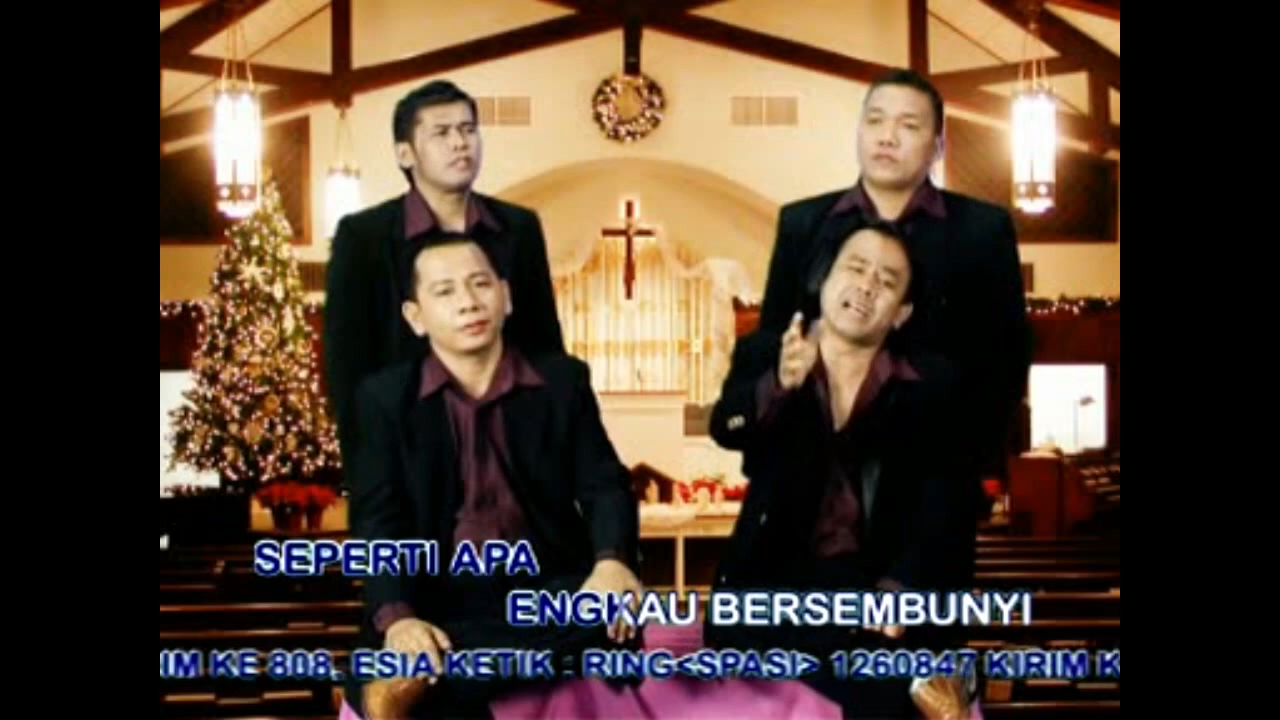 SEPERTI APA
ENGKAU BERSEMBUNYI
IM KE 808, ESIA KETIK : RING<SPASI> 1260847 KIRIM K